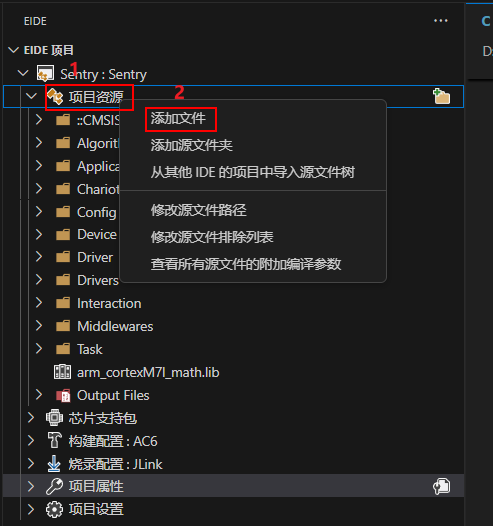 EIDE
C
EIDE 项目
D
1
Sentry : Sentry
2
项目资源
添加文件
::CMSIS
添加源文件夹
Algorith
从其他 IDE 的项目中导入源文件树
Applica
Chariot
修改源文件路径
Config
修改源文件排除列表
Device
查看所有源文件的附加编译参数
Driver
Drivers
Interaction
Middlewares
Task
arm_cortexM7l_math.lib
Output Files
芯片支持包
构建配置 : AC6
烧录配置 : JLink
项目属性
项目设置